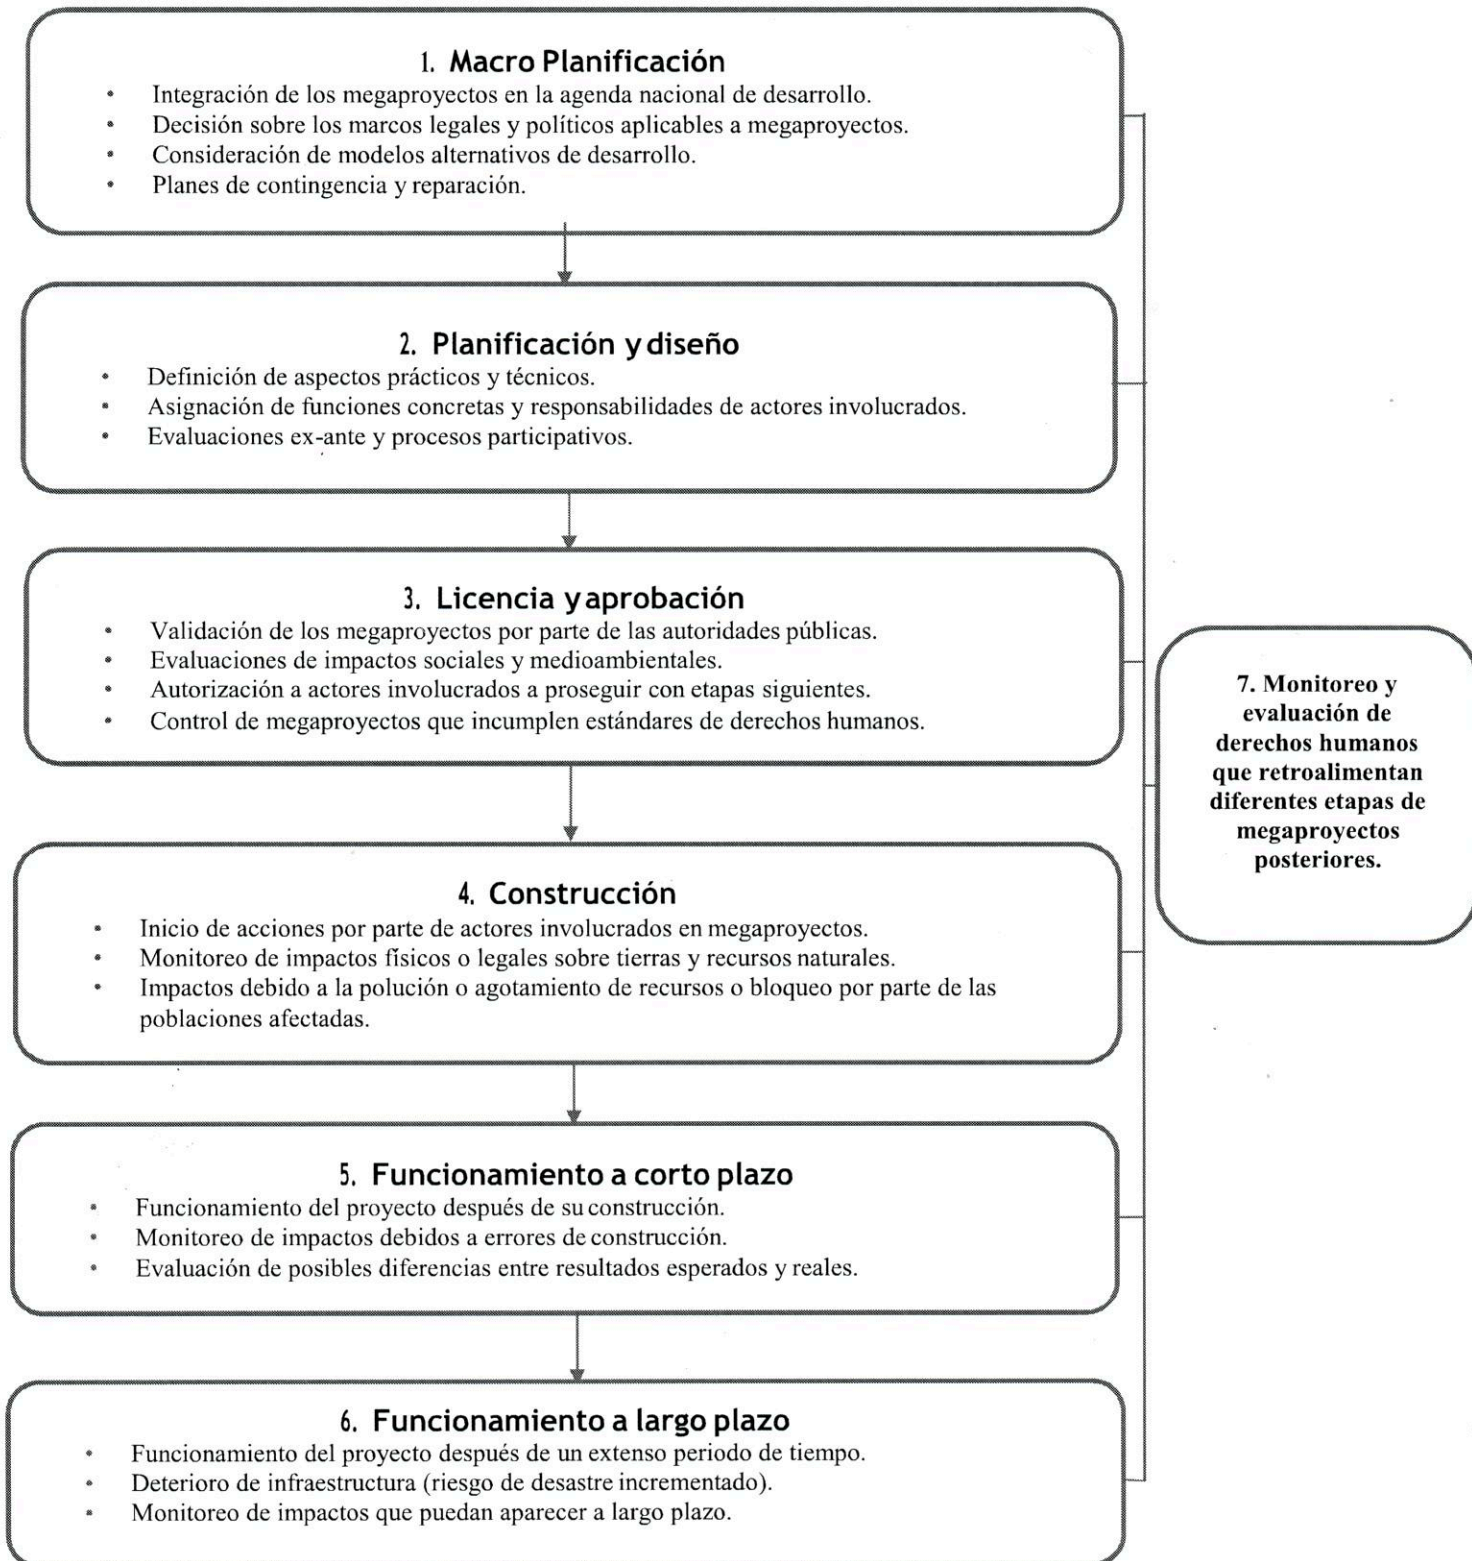 1. Macro Planificación
• Integración de los megaproyectos en la agenda nacional de desarrollo.
• Decisión sobre los marcos legales y políticos aplicables a megaproyectos.
• Consideración de modelos alternativos de desarrollo.
• Planes de contingencia y reparación.
2. Planificación y diseño
• Definición de aspectos prácticos y técnicos.
• Asignación de funciones concretas y responsabilidades de actores involucrados.
• Evaluaciones ex-ante y procesos participativos.
3. Licencia y aprobación
• Validación de los megaproyectos por parte de las autoridades públicas.
• Evaluaciones de impactos sociales y medioambientales.
• Autorización a actores involucrados a proseguir con etapas siguientes.
• Control de megaproyectos que incumplen estándares de derechos humanos.
4. Construcción
• Inicio de acciones por parte de actores involucrados en megaproyectos.
• Monitoreo de impactos físicos o legales sobre tierras y recursos naturales.
• Impactos debido a la polución o agotamiento de recursos o bloqueo por parte de las
poblaciones afectadas.
5. Funcionamiento a corto plazo
• Funcionamiento del proyecto después de su construcción.
• Monitoreo de impactos debidos a errores de construcción.
• Evaluación de posibles diferencias entre resultados esperados y reales.
6. Funcionamiento a largo plazo
• Funcionamiento del proyecto después de un extenso periodo de tiempo.
• Deterioro de infraestructura (riesgo de desastre incrementado).
• Monitoreo de impactos que puedan aparecer a largo plazo.
7. Monitoreo y
evaluación de
derechos humanos
que retroalimentan
diferentes etapas de
megaproyectos
posteriores.